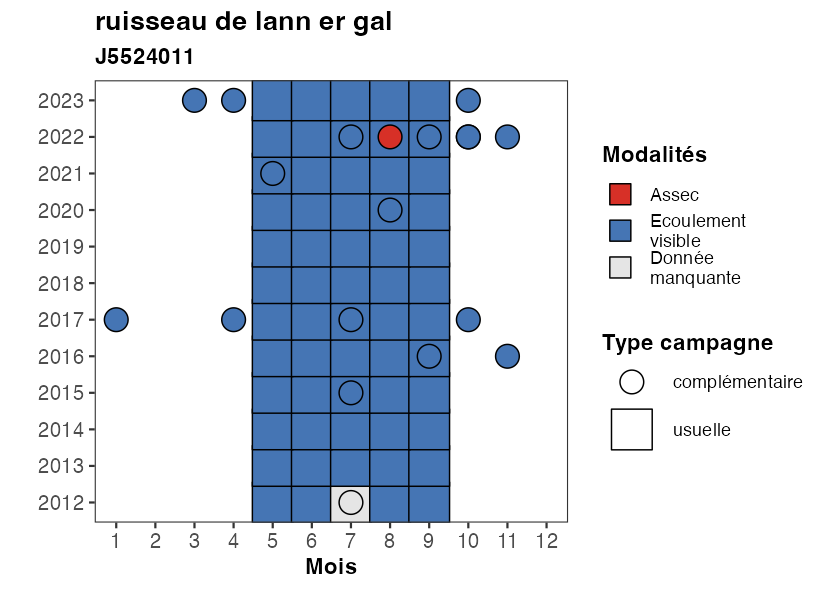 ruisseau de lann er gal
J5524011
2023
2022
2021
2020
2019
2018
2017
2016
2015
2014
2013
2012
1 2 3 4 5 6 7 8 9 10 11 12
Mois
Modalités
Assec
Ecoulement
visible
Donnée
manquante
Type campagne
complémentaire
usuelle